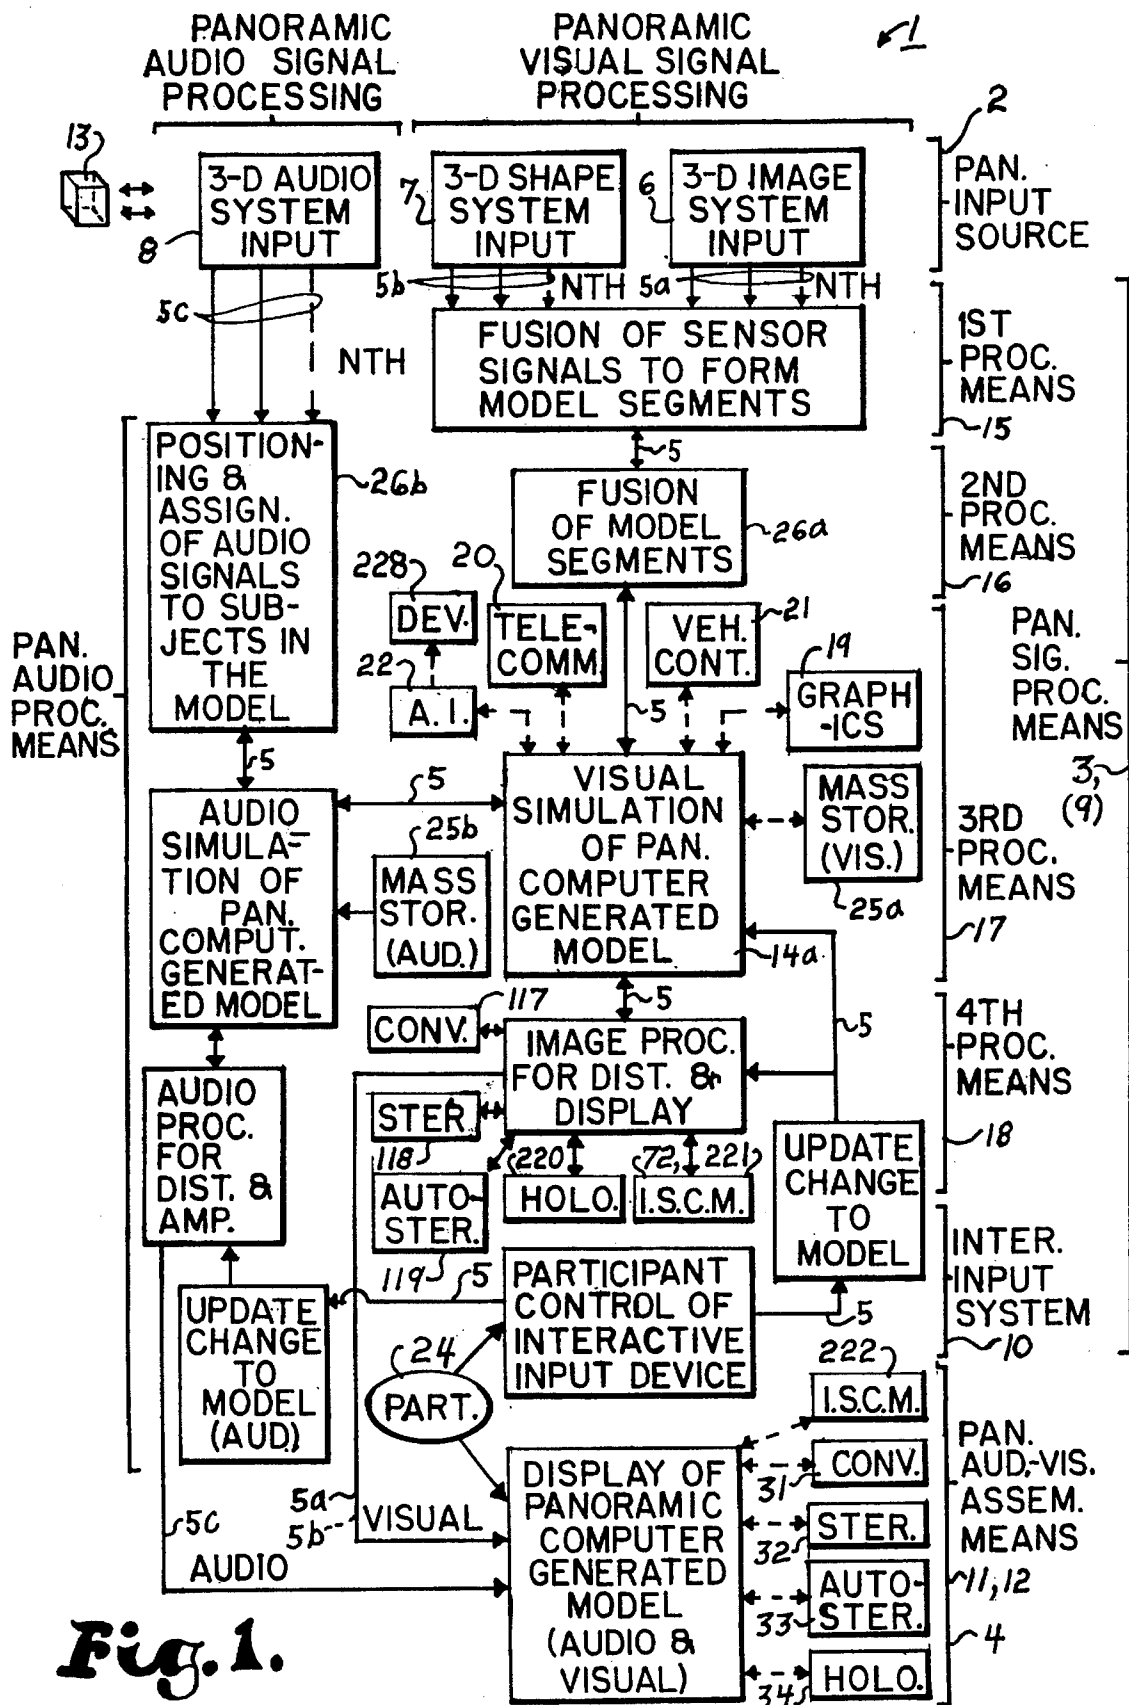 PANORAMIC
AUDIO SIGNAL
PROCESSING
PANORAMIC
VISUAL SIGNAL
PROCESSING
1
2
13
3-D AUDIO
SYSTEM
INPUT
8
7
3-D SHAPE
SYSTEM
INPUT
6
3-D IMAGE
SYSTEM
INPUT
PAN.
INPUT
SOURCE
5c
NTH
5b
NTH
5a
NTH
FUSION OF SENSOR
SIGNALS TO FORM
MODEL SEGMENTS
1ST
PROC.
MEANS
15
5
POSITION-
ING &
ASSIGN.
OF AUDIO
SIGNALS
TO SUB-
JECTS IN
THE
MODEL
26b
FUSION
OF MODEL
SEGMENTS
26a
2ND
PROC.
MEANS
16
PAN.
AUDIO
PROC.
MEANS
228
DEV.
22
A.I.
20
TELE-
COMM.
21
VEH.
CONT.
19
GRAPH
-ICS
5
PAN.
SIG.
PROC.
MEANS
3,
(9)
5
AUDIO
SIMULA-
TION OF
PAN.
COMPUT.
GENERAT-
ED MODEL
5
25b
MASS
STOR.
(AUD.)
VISUAL
SIMULATION
OF PAN.
COMPUTER
GENERATED
MODEL
14a
MASS
STOR.
(VIS.)
25a
3RD
PROC.
MEANS
17
5
117
CONV.
IMAGE PROC.
FOR DIST. &
DISPLAY
5
4TH
PROC.
MEANS
18
AUDIO
PROC.
FOR
DIST. &
AMP.
STER.
118
AUTO-
STER.
119
220
HOLO.
72, 221
I.S.C.M.
UPDATE
CHANGE
TO
MODEL
5
5
PARTICIPANT
CONTROL OF
INTERACTIVE
INPUT DEVICE
INTER.
INPUT
SYSTEM
10
UPDATE
CHANGE
TO
MODEL
(AUD.)
24
PART.
222
I.S.C.M.
5a
5b
VISUAL
5c
AUDIO
DISPLAY OF
PANORAMIC
COMPUTER
GENERATED
MODEL
(AUDIO &
VISUAL)
CONV.
31
STER.
32
AUTO-
STER.
33
HOLO.
34
PAN.
AUD.-VIS.
ASSEM.
MEANS
11, 12
4
Fig. 1.